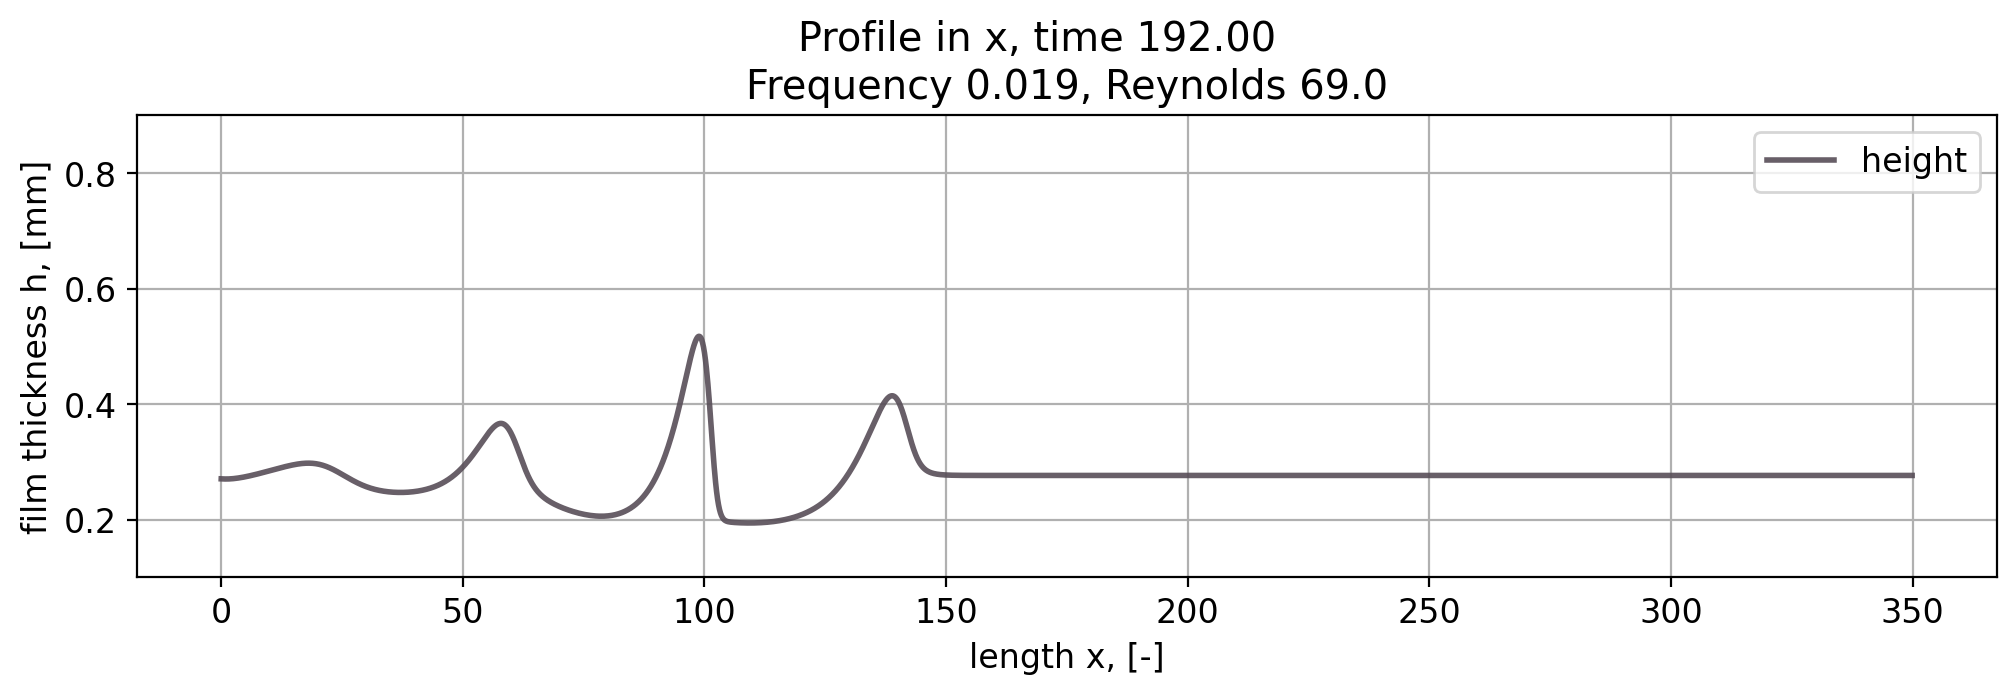 Profile in x, time 192.00
Frequency 0.019, Reynolds 69.0
height
film thickness h, [mm]
0.8
0.6
0.4
0.2
0 50 100 150 200 250 300 350
length x, [-]